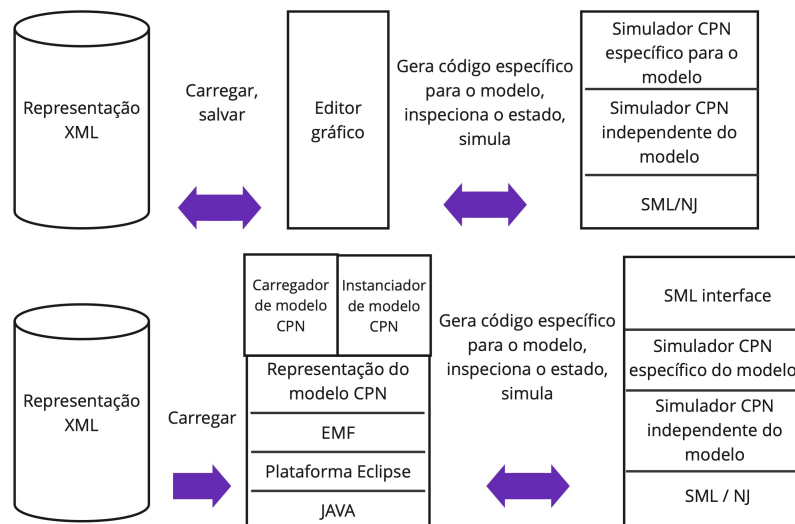 Representação
XML
Carregar,
salvar
Editor
gráfico
Gera código específico
para o modelo,
inspeciona o estado,
simula
Simulador CPN
específico para o
modelo
Simulador CPN
independente do
modelo
SML/NJ
Representação
XML
Carregar
Carregador
de modelo
CPN
Instanciador
de modelo
CPN
Representação do
modelo CPN
EMF
Plataforma Eclipse
JAVA
Gera código específico
para o modelo,
inspeciona o estado,
simula
SML interface
Simulador CPN
específico do modelo
Simulador CPN
independente do
modelo
SML / NJ